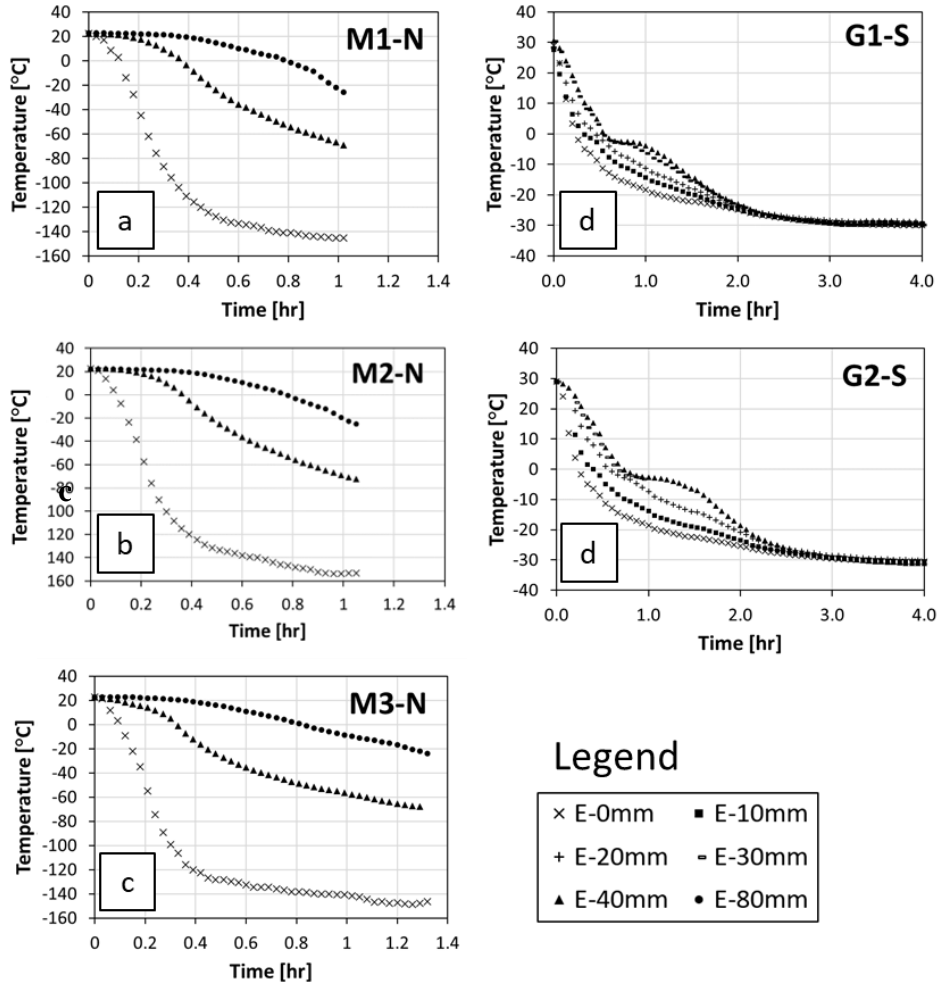 M1-N
Temperature [°C]
40
20
0
-20
-40
-60
-80
-100
-120
-140
-160
a
0 0.2 0.4 0.6 0.8 1 1.2 1.4
Time [hr]
G1-S
Temperature [°C]
40
30
20
10
0
-10
-20
-30
-40
d
0.0 1.0 2.0 3.0 4.0
Time [hr]
M2-N
Temperature [°C]
40
20
0
-20
-40
-60
-80
c
100
120
140
160
b
0 0.2 0.4 0.6 0.8 1 1.2 1.4
Time [hr]
G2-S
Temperature [°C]
40
30
20
10
0
-10
-20
-30
-40
d
0.0 1.0 2.0 3.0 4.0
Time [hr]
M3-N
Temperature [°C]
40
20
0
-20
-40
-60
-80
-100
-120
-140
-160
c
0 0.2 0.4 0.6 0.8 1 1.2 1.4
Time [hr]
Legend
E-0mm E-10mm
E-20mm E-30mm
E-40mm E-80mm